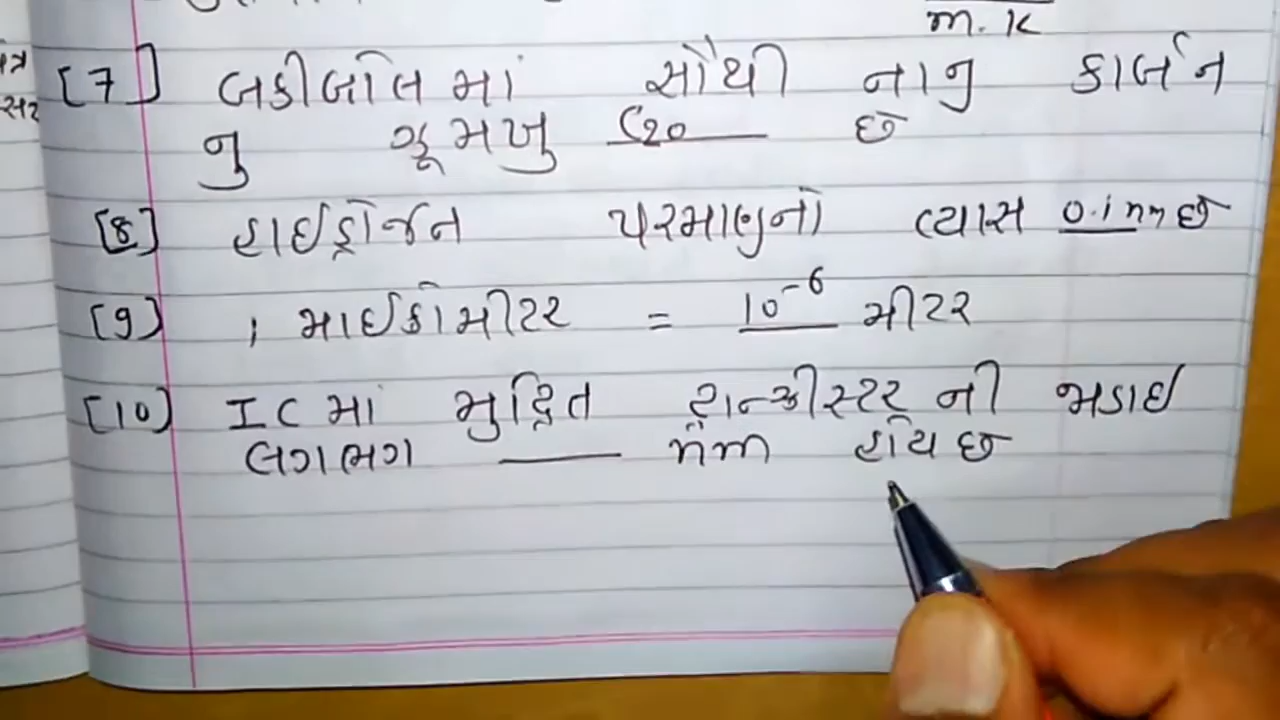 m. K
[7] બકીબોલ માં સૌથી નાનુ કાર્બન
નુ ઝૂમખુ C20 છે
[8] હાઇડ્રોજન પરમાણુનો વ્યાસ 0.1 nm છે
[9] 1 માઇક્રોમીટર = 10⁻⁶ મીટર
[10] IC માં મુદ્રિત ટ્રાન્ઝીસ્ટર ની જાડાઇ
લગભગ ____ nm હોય છે